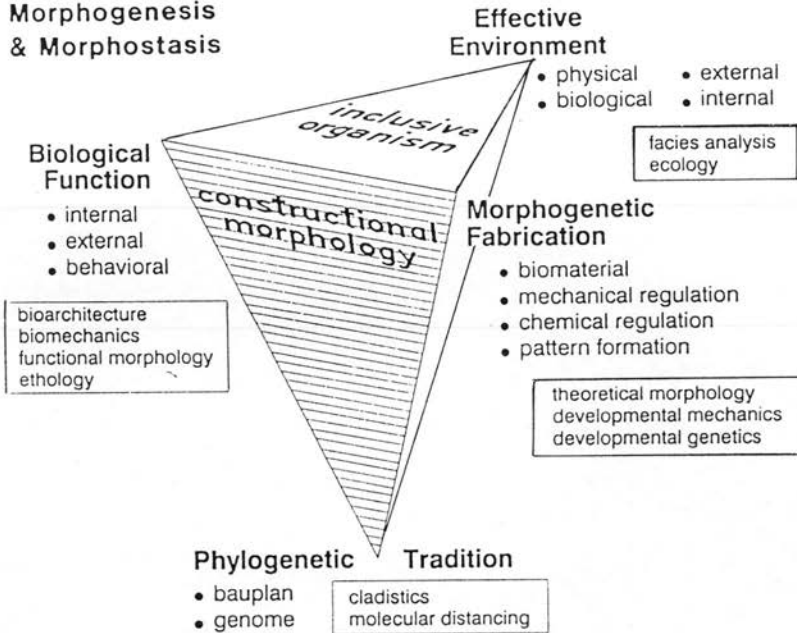 Morphogenesis
& Morphostasis
Effective
Environment
• physical • external
• biological • internal
facies analysis
ecology
inclusive
organism
Biological
Function
• internal
• external
• behavioral
bioarchitecture
biomechanics
functional morphology
ethology
constructional
morphology
Morphogenetic
Fabrication
• biomaterial
• mechanical regulation
• chemical regulation
• pattern formation
theoretical morphology
developmental mechanics
developmental genetics
Phylogenetic Tradition
• bauplan
• genome
cladistics
molecular distancing